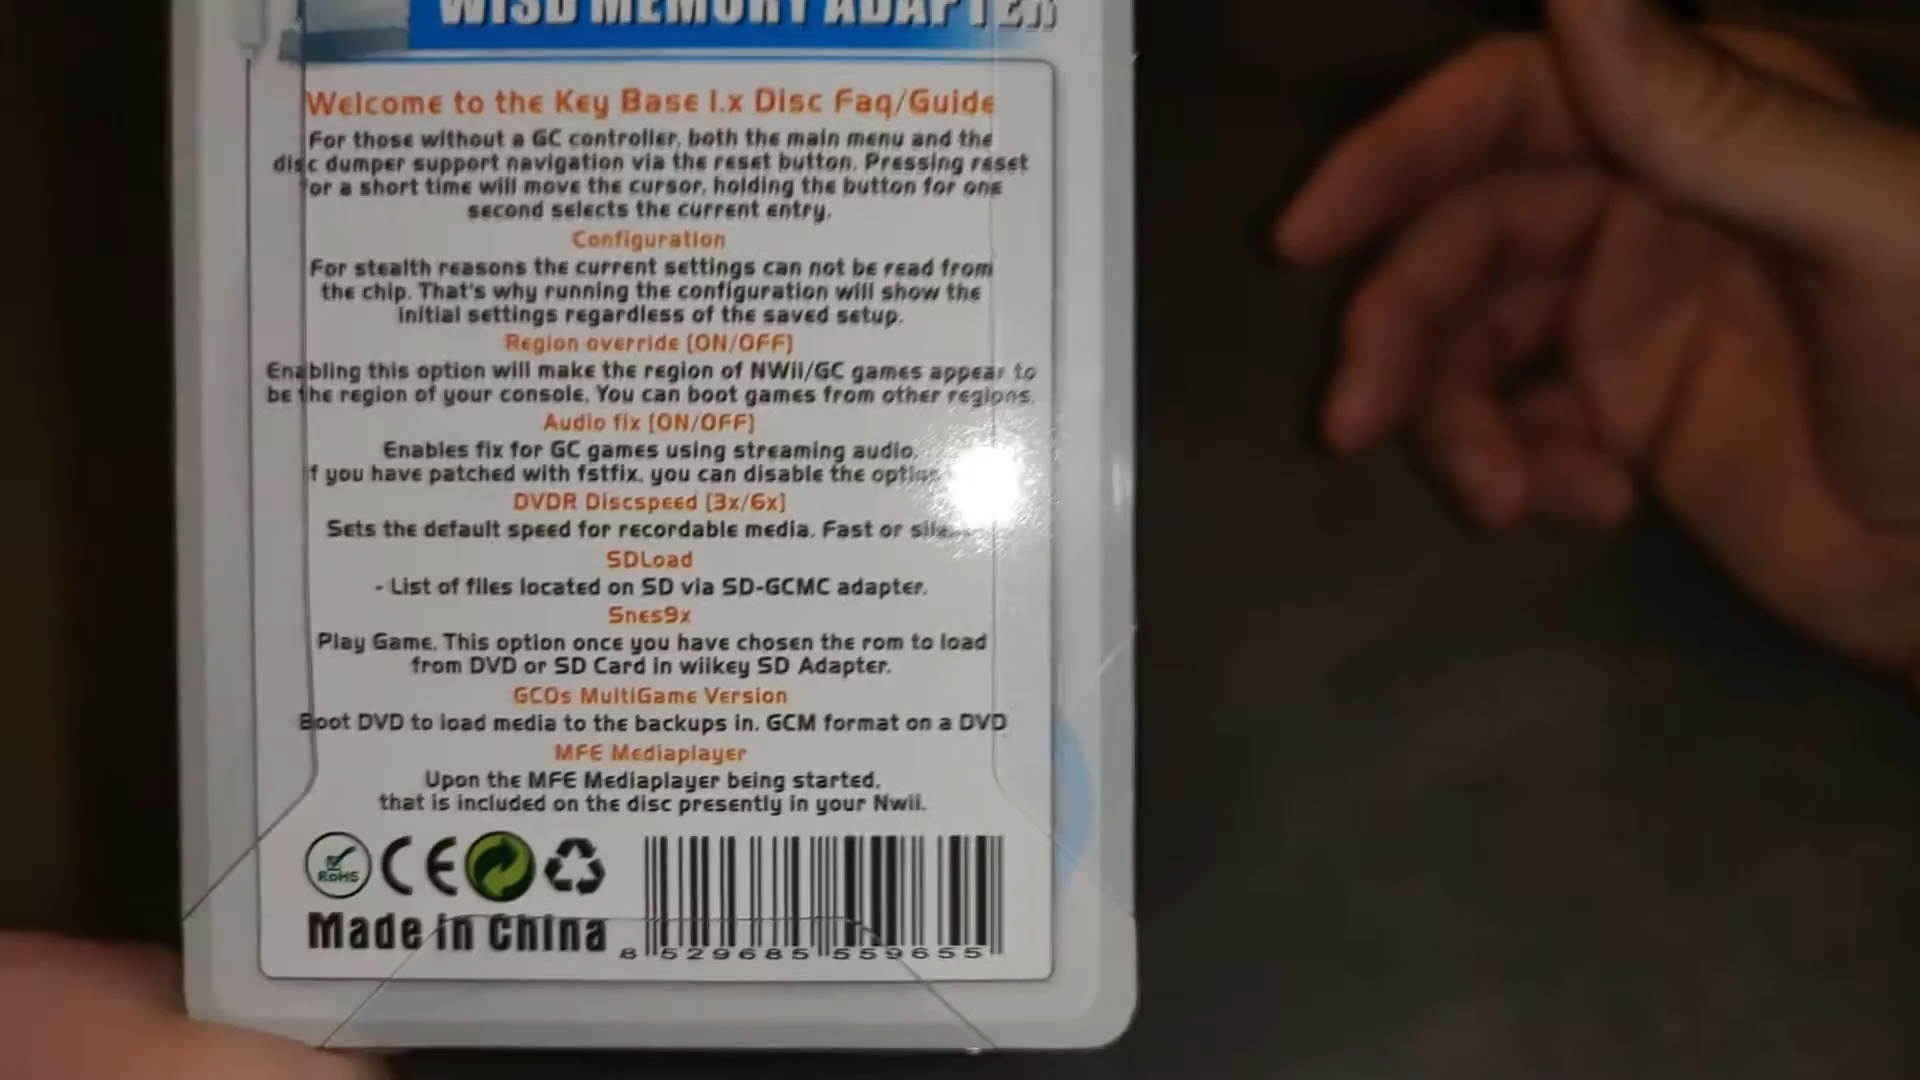 WISD MEMORY ADAPTER
Welcome to the Key Base 1.x Disc Faq/Guide
For those without a GC controller, both the main menu and the
disc dumper support navigation via the reset button. Pressing reset
for a short time will move the cursor, holding the button for one
second selects the current entry.
Configuration
For stealth reasons the current settings can not be read from
the chip. That's why running the configuration will show the
initial settings regardless of the saved setup.
Region override [ON/OFF]
Enabling this option will make the region of NWii/GC games appear to
be the region of your console. You can boot games from other regions.
Audio fix [ON/OFF]
Enables fix for GC games using streaming audio.
If you have patched with fstfix, you can disable the
DVDR Discspeed [3x/6x]
Sets the default speed for recordable media. Fast or
SDLoad
- List of files located on SD via SD-GCMC adapter.
Snes9x
Play Game. This option once you have chosen the rom to load
from DVD or SD Card in wiikey SD Adapter.
GCOs MultiGame Version
Boot DVD to load media to the backups in. GCM format on a DVD
MFE Mediaplayer
Upon the MFE Mediaplayer being started,
that is included on the disc presently in your Nwii.
RoHS CE
Made in China
8 529685 559655